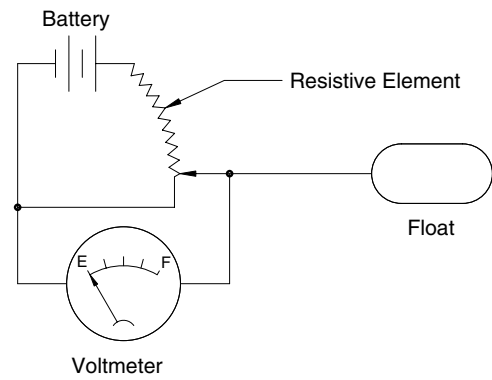 Battery
Resistive Element
Float
E F
Voltmeter